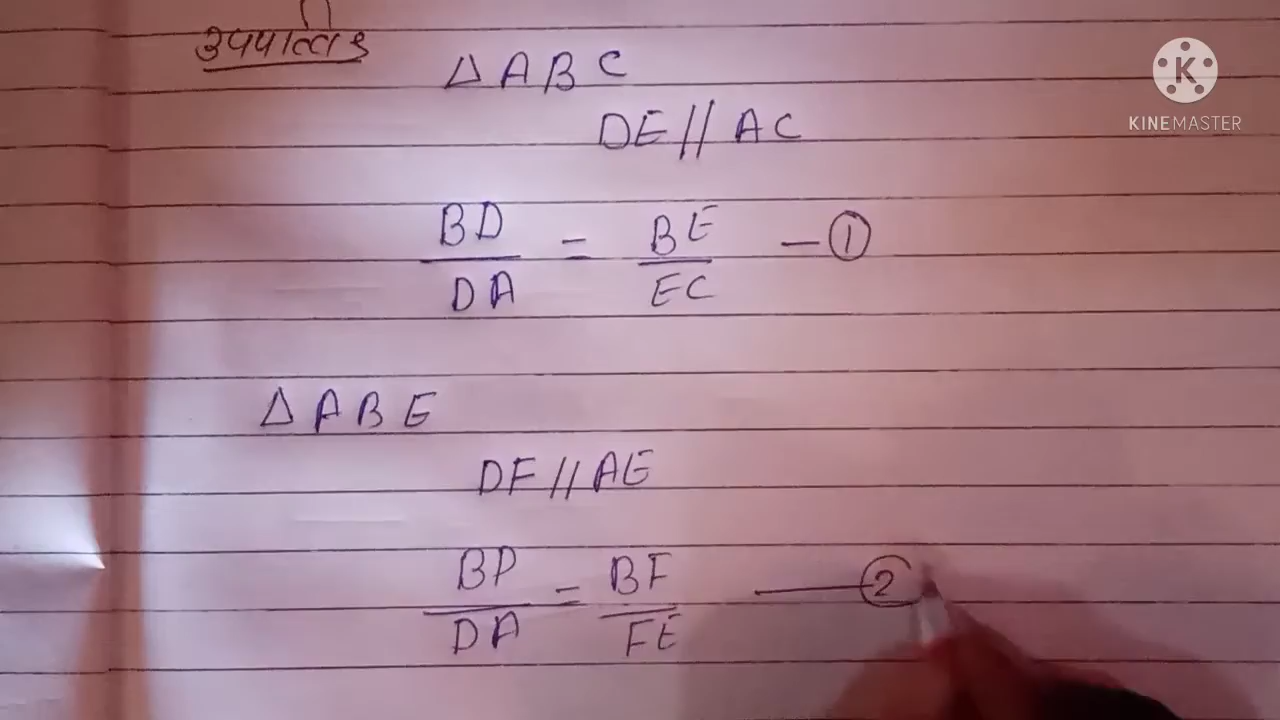 उपपत्ति
△ABC
DE//AC
BD/DA = BE/EC —①
△ABE
DF//AE
BD/DA = BF/FE —②
K
KINEMASTER